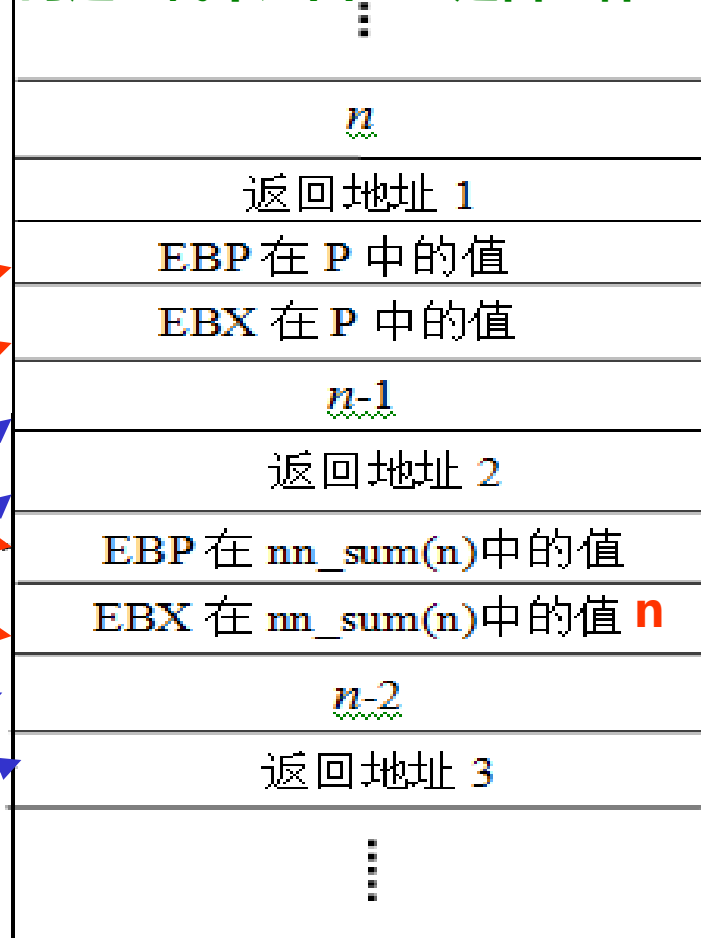 n
返回地址 1
EBP 在 P 中的值
EBX 在 P 中的值
n-1
返回地址 2
EBP 在 nn_sum(n)中的值
EBX 在 nn_sum(n)中的值 n
n-2
返回地址 3